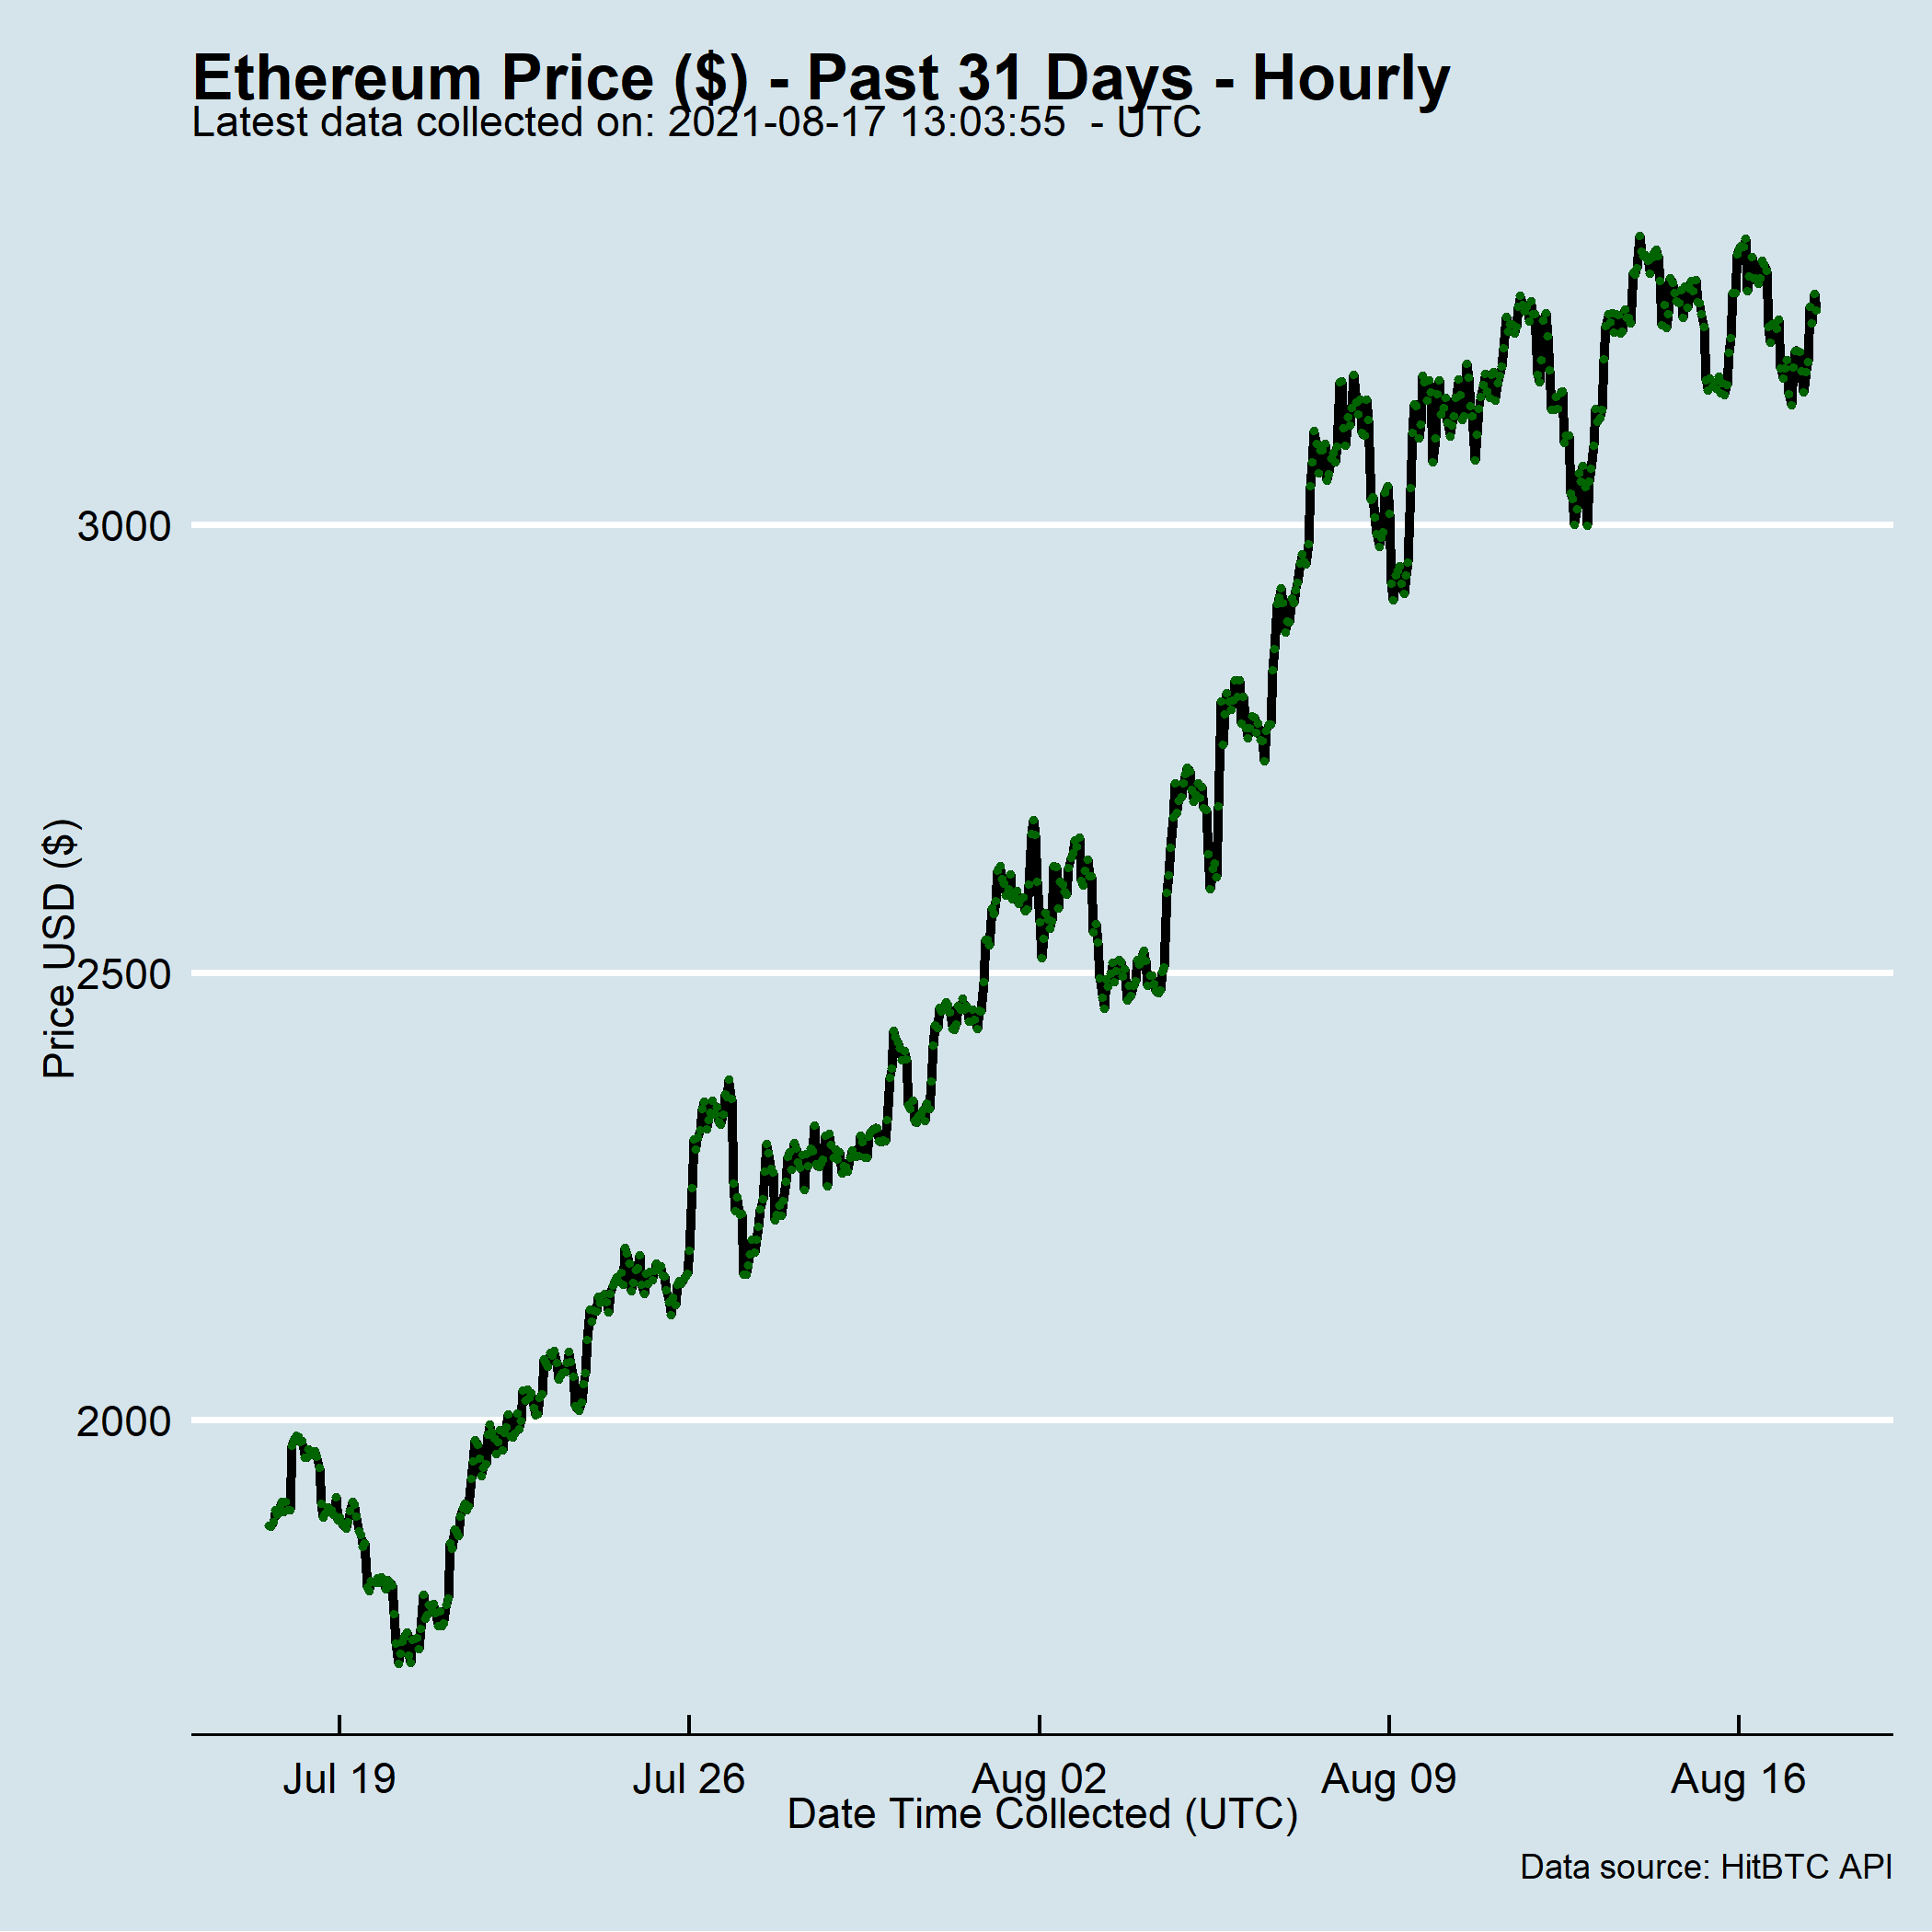 Ethereum Price ($) - Past 31 Days - Hourly
Latest data collected on: 2021-08-17 13:03:55  - UTC
Price USD ($)
3000
2500
2000
Jul 19
Jul 26
Aug 02
Aug 09
Aug 16
Date Time Collected (UTC)
Data source: HitBTC API